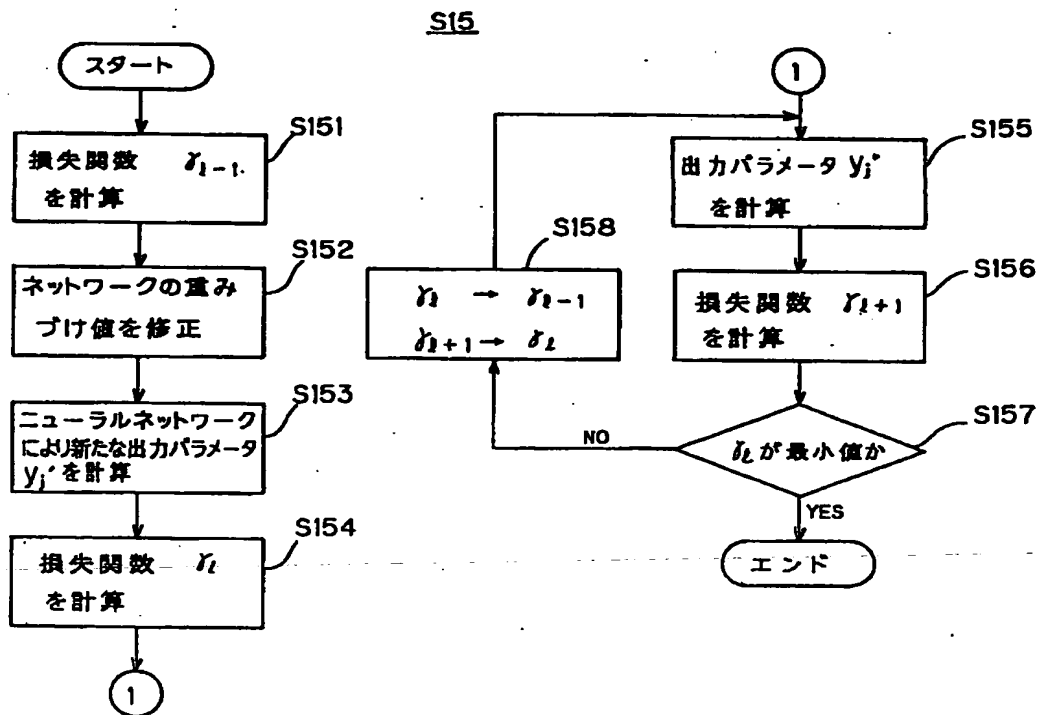 S15
スタート
S151
損失関数 γℓ−1
を計算
S152
ネットワークの重み
づけ値を修正
S153
ニューラルネットワーク
により新たな出力パラメータ
yj′を計算
S154
損失関数 γℓ
を計算
1
1
S155
出力パラメータ yj″
を計算
S156
損失関数 γℓ+1
を計算
S157
γℓが最小値か
NO
YES
S158
γℓ → γℓ−1
γℓ+1 → γℓ
エンド